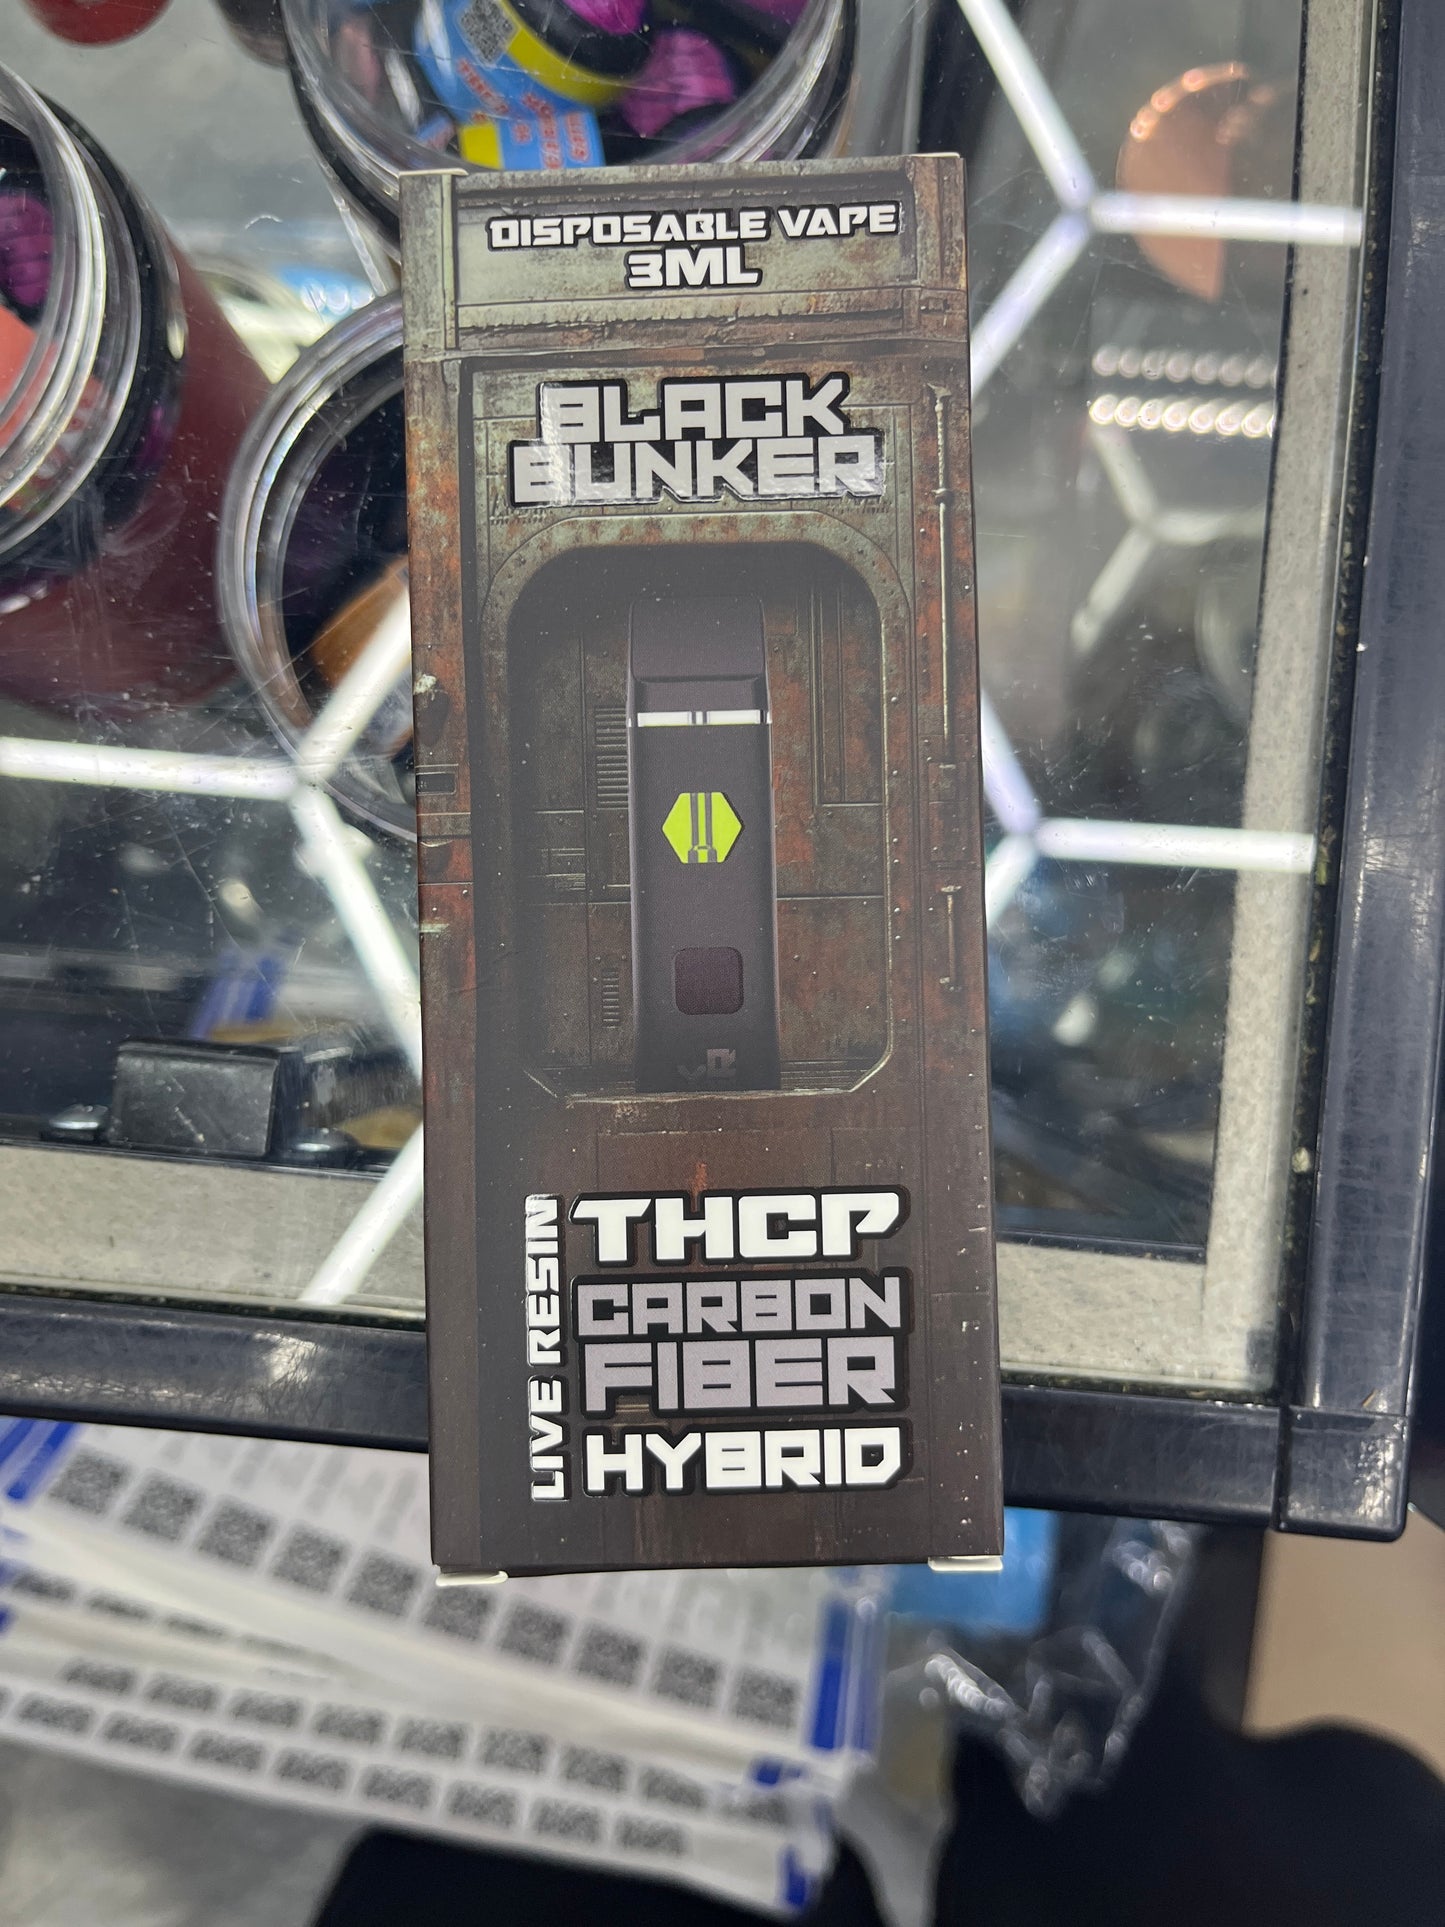 DISPOSABLE VAPE
3ML
BLACK
BUNKER
LIVE RESIN
THCP
CARBON
FIBER
HYBRID